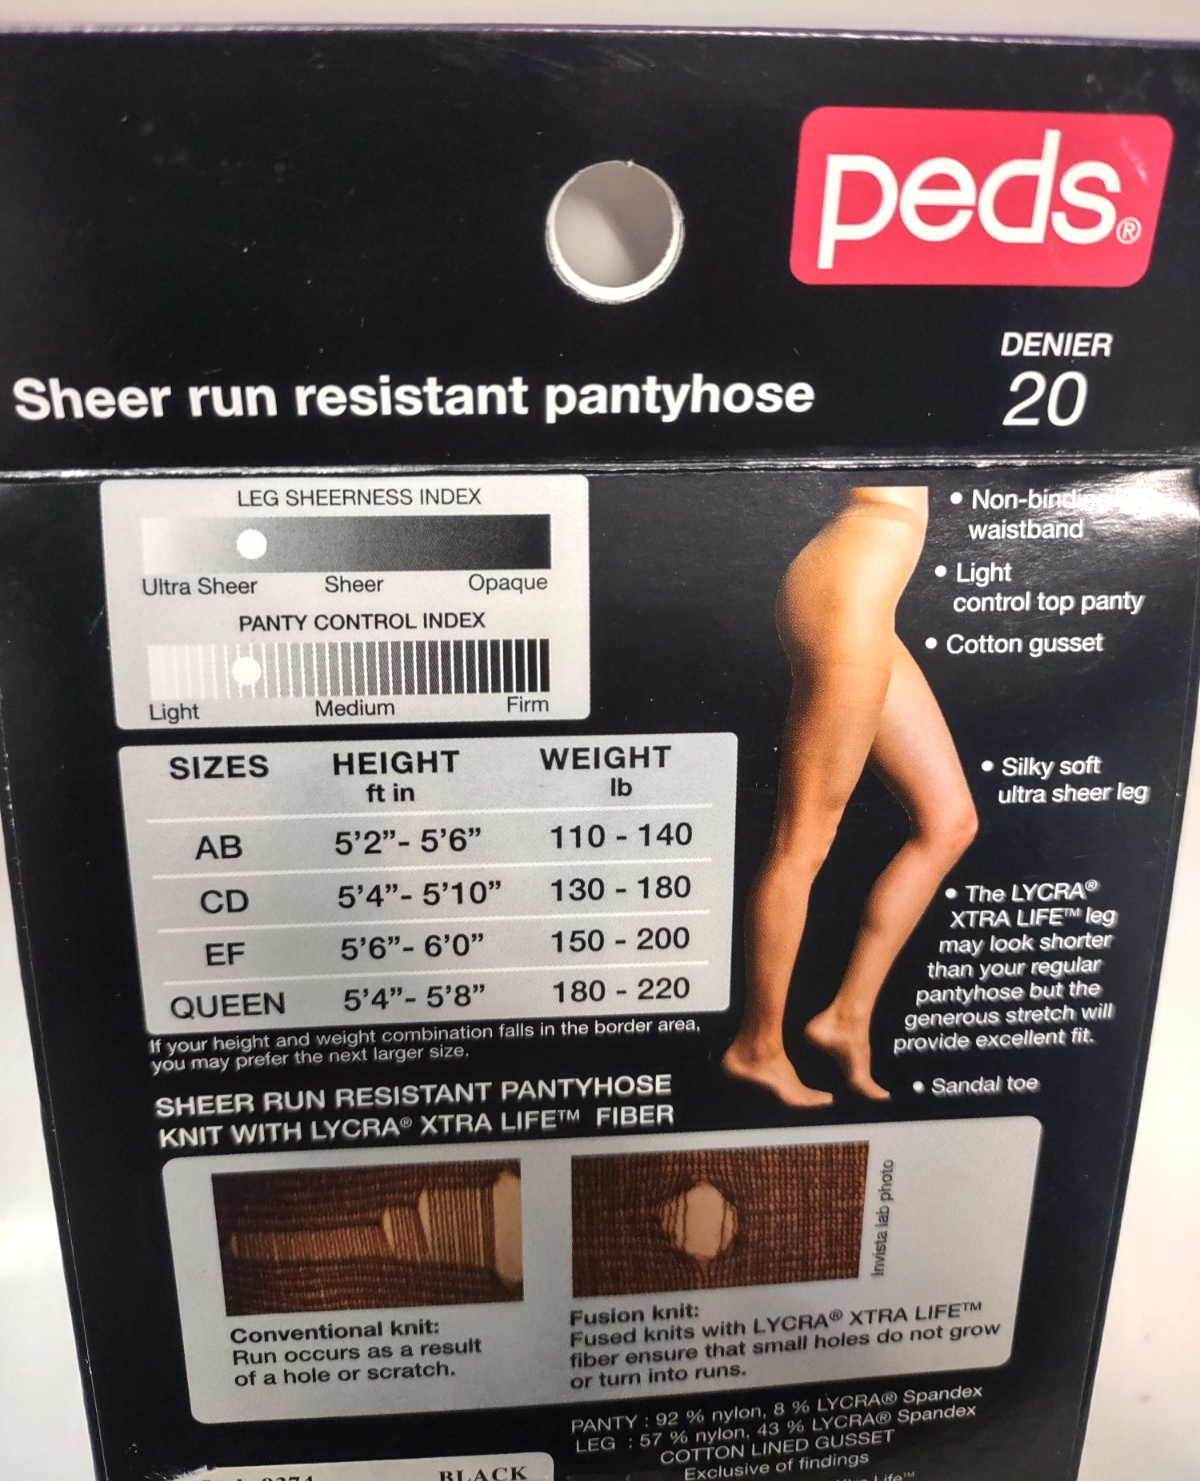 peds®
DENIER
20
Sheer run resistant pantyhose
LEG SHEERNESS INDEX
Ultra Sheer Sheer Opaque
PANTY CONTROL INDEX
Light Medium Firm
SIZES HEIGHT WEIGHT
ft in lb
AB 5’2”- 5’6” 110 - 140
CD 5’4”- 5’10” 130 - 180
EF 5’6”- 6’0” 150 - 200
QUEEN 5’4”- 5’8” 180 - 220
If your height and weight combination falls in the border area,
you may prefer the next larger size.
• Non-binding
waistband
• Light
control top panty
• Cotton gusset
• Silky soft
ultra sheer leg
• The LYCRA®
XTRA LIFE™ leg
may look shorter
than your regular
pantyhose but the
generous stretch will
provide excellent fit.
• Sandal toe
SHEER RUN RESISTANT PANTYHOSE
KNIT WITH LYCRA® XTRA LIFE™ FIBER
Invista lab photo
Conventional knit:
Run occurs as a result
of a hole or scratch.
Fusion knit:
Fused knits with LYCRA® XTRA LIFE™
fiber ensure that small holes do not grow
or turn into runs.
PANTY : 92 % nylon, 8 % LYCRA® Spandex
LEG : 57 % nylon, 43 % LYCRA® Spandex
COTTON LINED GUSSET
Exclusive of findings
Life™
BLACK